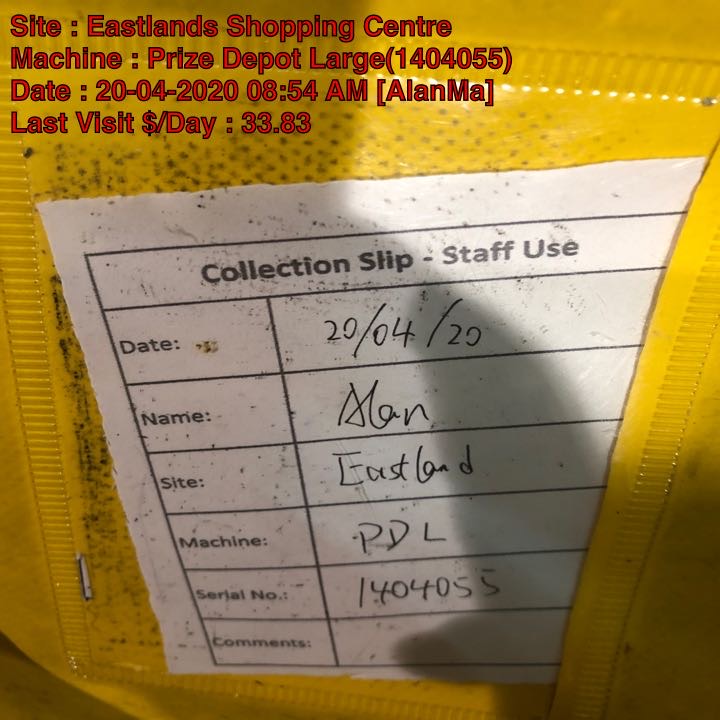 Site : Eastlands Shopping Centre
Machine : Prize Depot Large(1404055)
Date : 20-04-2020 08:54 AM [AlanMa]
Last Visit $/Day : 33.83
Collection Slip - Staff Use
Date: 20/04/20
Name: Alan
Site: Eastland
Machine: PDL
Serial No.: 1404055
Comments: